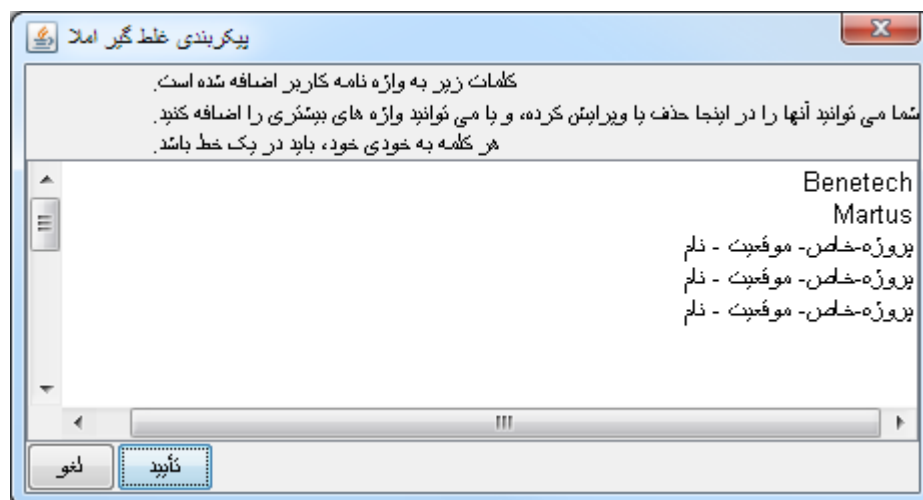 پیکربندی غلط گیر املا
کلمات زیر به واژه نامه کاربر اضافه شده است.
شما می توانید آنها را در اینجا حذف یا ویرایش کرده، و یا می توانید واژه های بیشتری را اضافه کنید.
هر کلمه به خودی خود، باید در یک خط باشد.
Benetech
Martus
پروژه-خاص- موقعیت - نام
پروژه-خاص- موقعیت - نام
پروژه-خاص- موقعیت - نام
تأیید
لغو